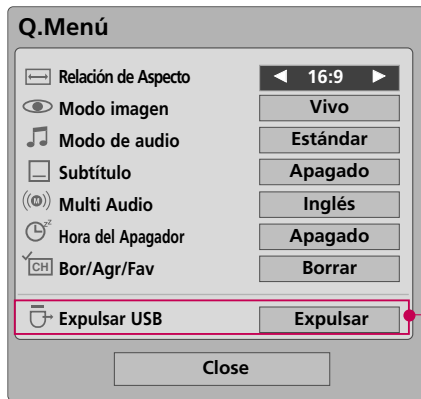 Q.Menú
Relación de Aspecto ◀ 16:9 ▶
Modo imagen Vivo
Modo de audio Estándar
Subtítulo Apagado
Multi Audio Inglés
Hora del Apagador Apagado
CH Bor/Agr/Fav Borrar
Expulsar USB Expulsar
Close